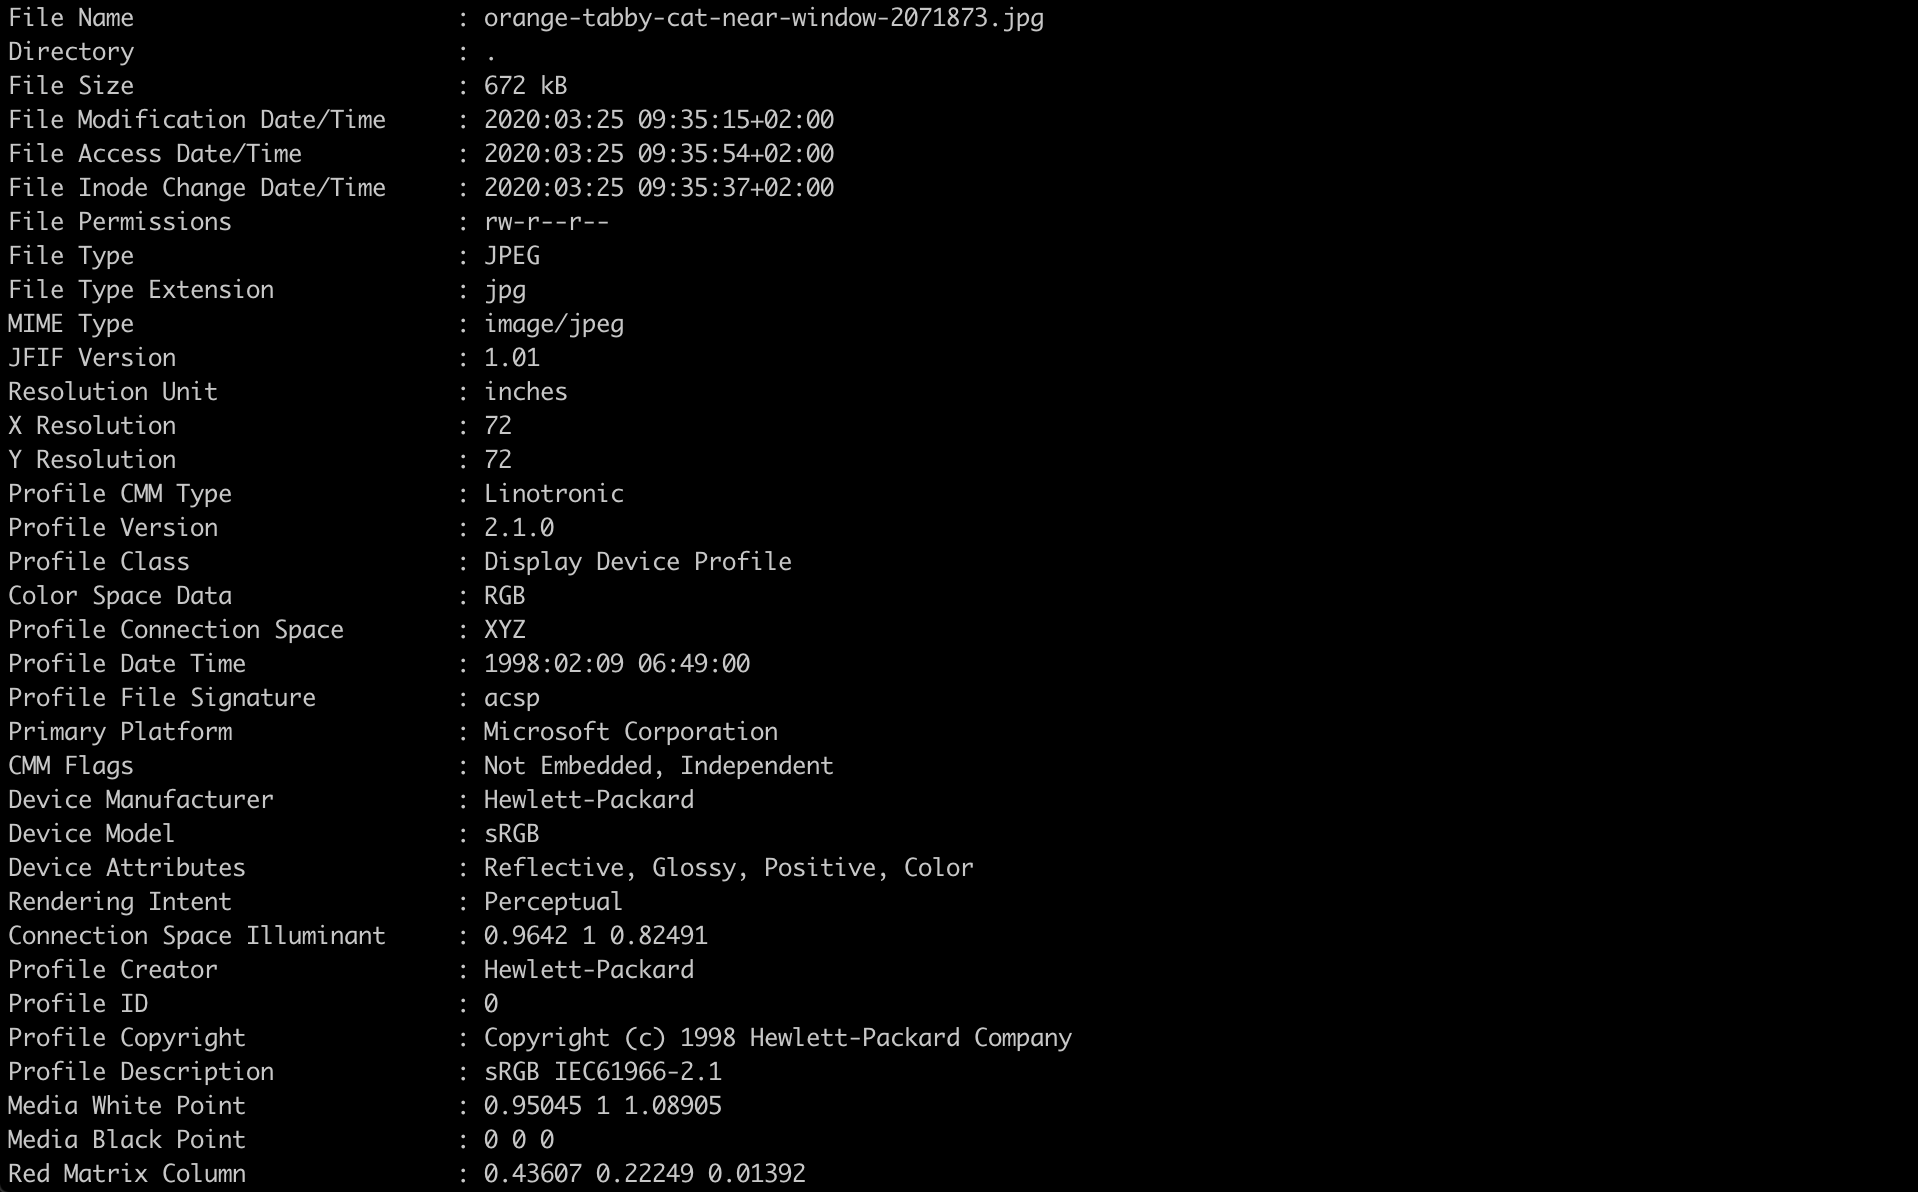 File Name                       : orange-tabby-cat-near-window-2071873.jpg
Directory                       : .
File Size                       : 672 kB
File Modification Date/Time     : 2020:03:25 09:35:15+02:00
File Access Date/Time           : 2020:03:25 09:35:54+02:00
File Inode Change Date/Time     : 2020:03:25 09:35:37+02:00
File Permissions                : rw-r--r--
File Type                       : JPEG
File Type Extension             : jpg
MIME Type                       : image/jpeg
JFIF Version                    : 1.01
Resolution Unit                 : inches
X Resolution                    : 72
Y Resolution                    : 72
Profile CMM Type                : Linotronic
Profile Version                 : 2.1.0
Profile Class                   : Display Device Profile
Color Space Data                : RGB
Profile Connection Space        : XYZ
Profile Date Time               : 1998:02:09 06:49:00
Profile File Signature          : acsp
Primary Platform                : Microsoft Corporation
CMM Flags                       : Not Embedded, Independent
Device Manufacturer             : Hewlett-Packard
Device Model                    : sRGB
Device Attributes               : Reflective, Glossy, Positive, Color
Rendering Intent                : Perceptual
Connection Space Illuminant     : 0.9642 1 0.82491
Profile Creator                 : Hewlett-Packard
Profile ID                      : 0
Profile Copyright               : Copyright (c) 1998 Hewlett-Packard Company
Profile Description             : sRGB IEC61966-2.1
Media White Point               : 0.95045 1 1.08905
Media Black Point               : 0 0 0
Red Matrix Column               : 0.43607 0.22249 0.01392